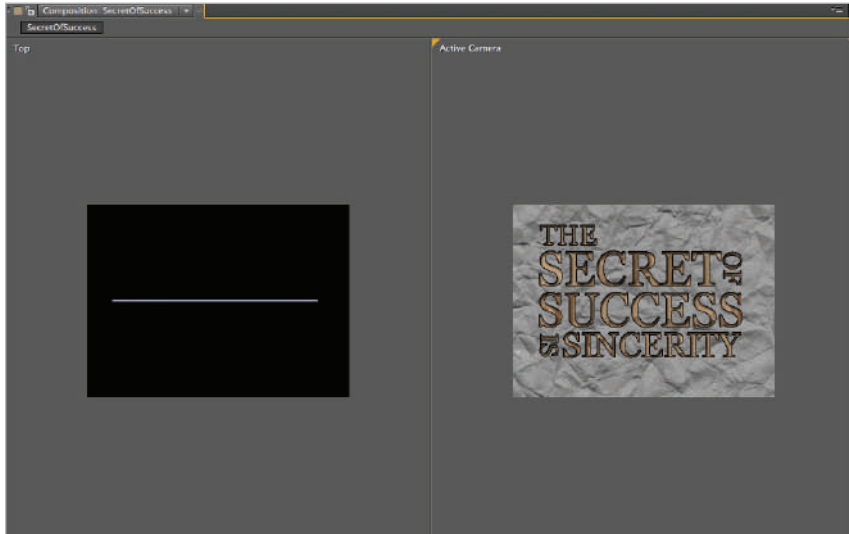 Composition: SecretOfSuccess
SecretOfSuccess
Top
Active Camera
THE
SECRET OF
SUCCESS
IS SINCERITY